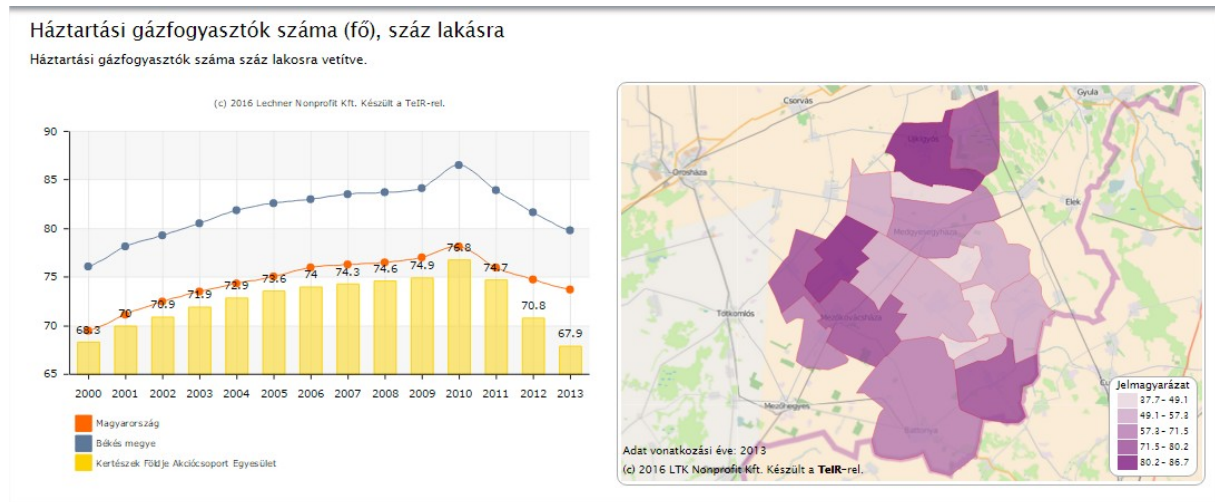 Háztartási gázfogyasztók száma (fő), száz lakásra
Háztartási gázfogyasztók száma száz lakosra vetítve.
(c) 2016 Lechner Nonprofit Kft. Készült a TeIR-rel.
90
85
80
75
70
65
68.3
70
70.9
71.9
72.9
73.6
74
74.3
74.6
74.9
76.8
74.7
70.8
67.9
2000 2001 2002 2003 2004 2005 2006 2007 2008 2009 2010 2011 2012 2013
Magyarország
Békés megye
Kertészek Földje Akciócsoport Egyesület
Csorvás
Gyula
Újkígyós
Orosháza
Elek
Medgyesegyháza
Tótkomlós
Mezőkovácsháza
Mezőhegyes
Battonya
Jelmagyarázat
37.7- 49.1
49.1- 57.3
57.3- 71.5
71.5- 80.2
80.2- 86.7
Adat vonatkozási éve: 2013
(c) 2016 LTK Nonprofit Kft. Készült a TeIR-rel.